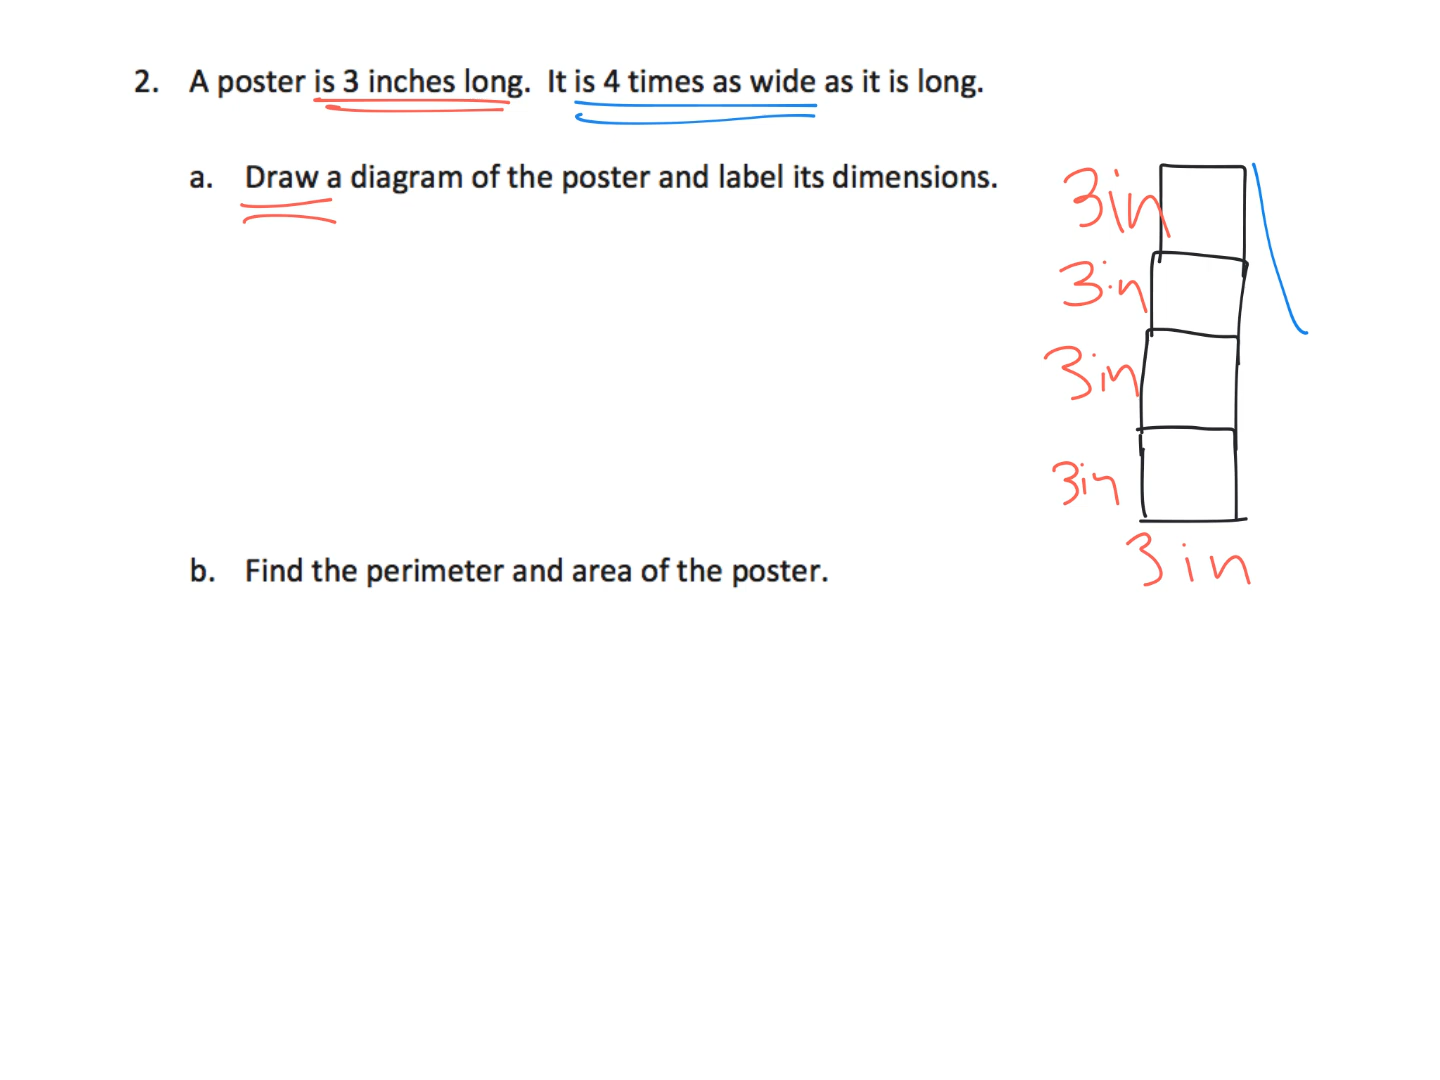 2. A poster is 3 inches long. It is 4 times as wide as it is long.
a. Draw a diagram of the poster and label its dimensions.
3in
3in
3in
3in
3 in
b. Find the perimeter and area of the poster.